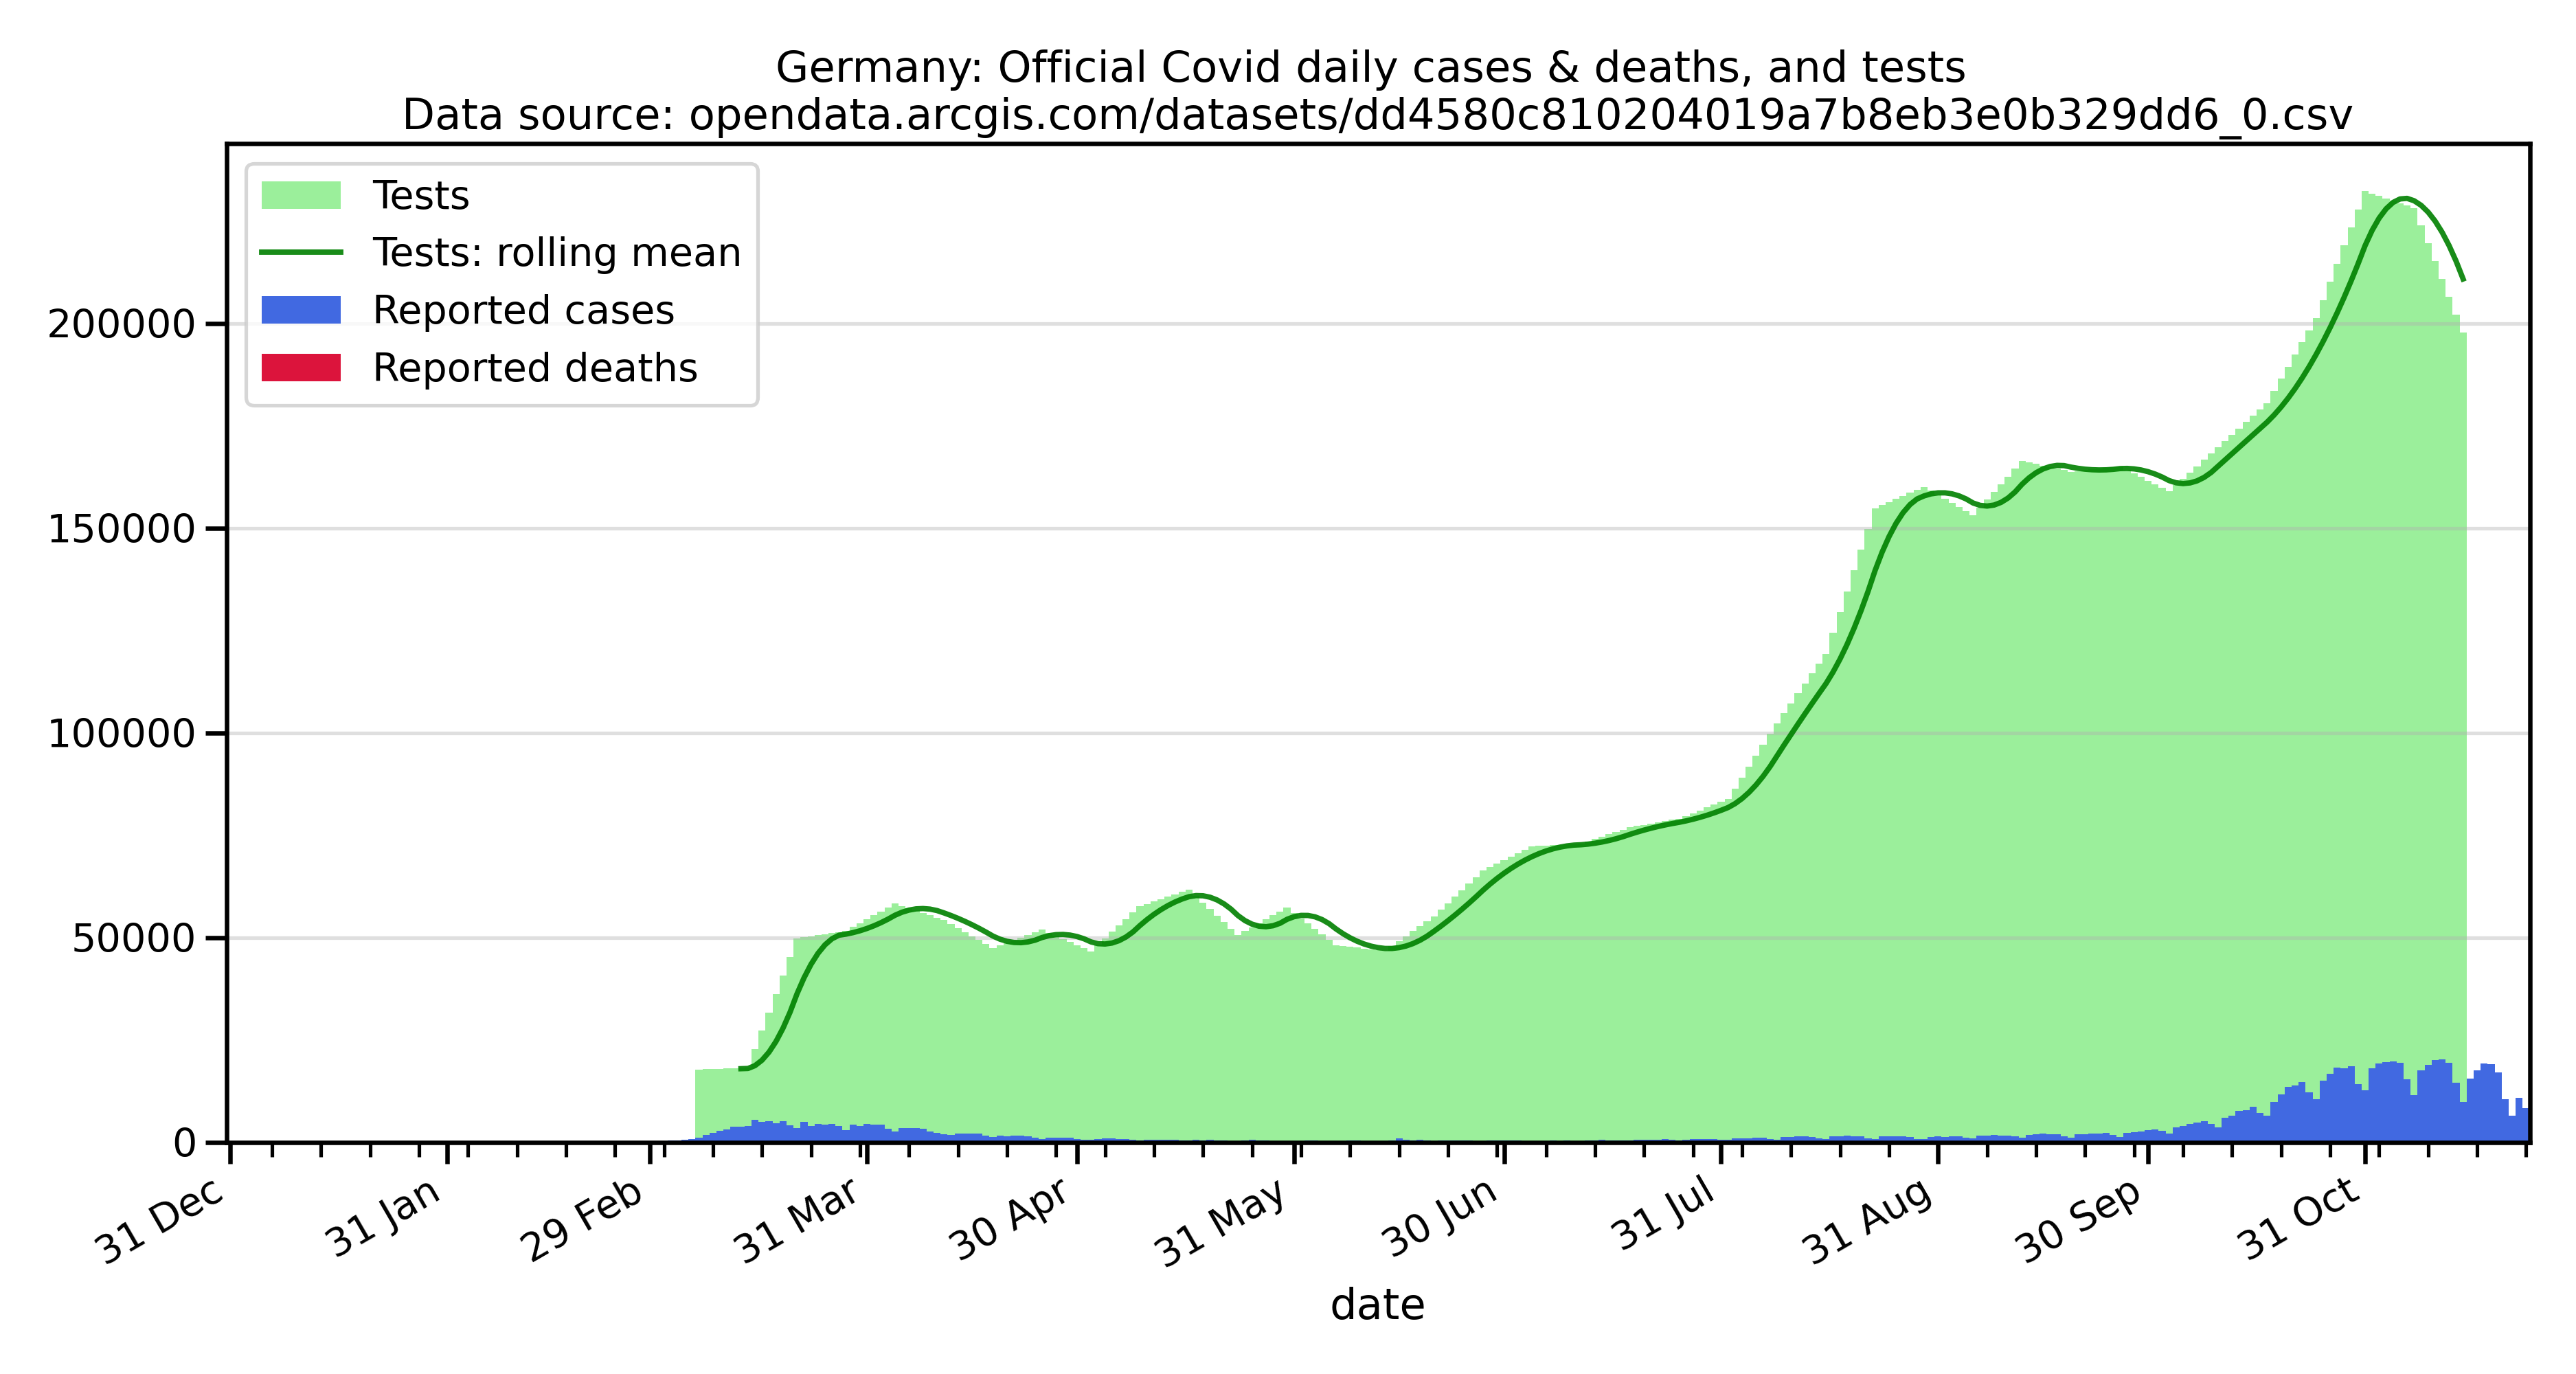 Germany: Official Covid daily cases & deaths, and tests
Data source: opendata.arcgis.com/datasets/dd4580c810204019a7b8eb3e0b329dd6_0.csv
Tests
Tests: rolling mean
Reported cases
Reported deaths
200000
150000
100000
50000
0
31 Dec
31 Jan
29 Feb
31 Mar
30 Apr
31 May
30 Jun
31 Jul
31 Aug
30 Sep
31 Oct
date